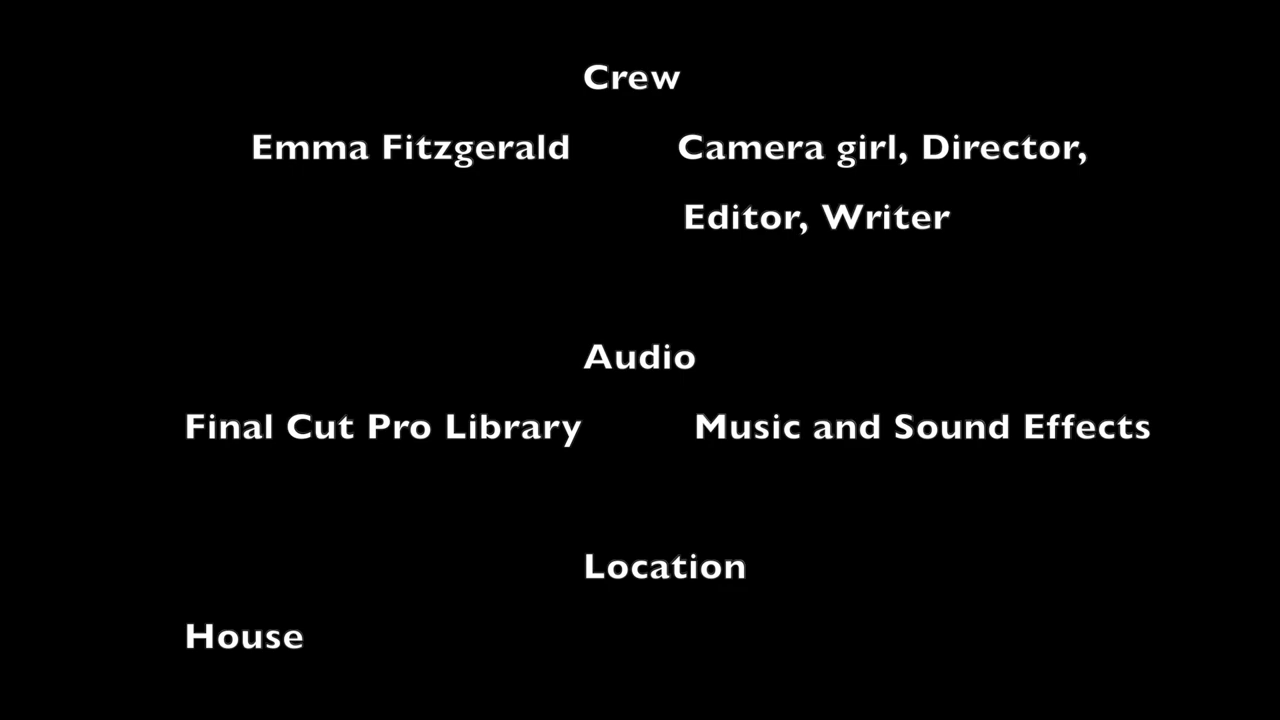 Crew
Emma Fitzgerald Camera girl, Director,
Editor, Writer
Audio
Final Cut Pro Library Music and Sound Effects
Location
House